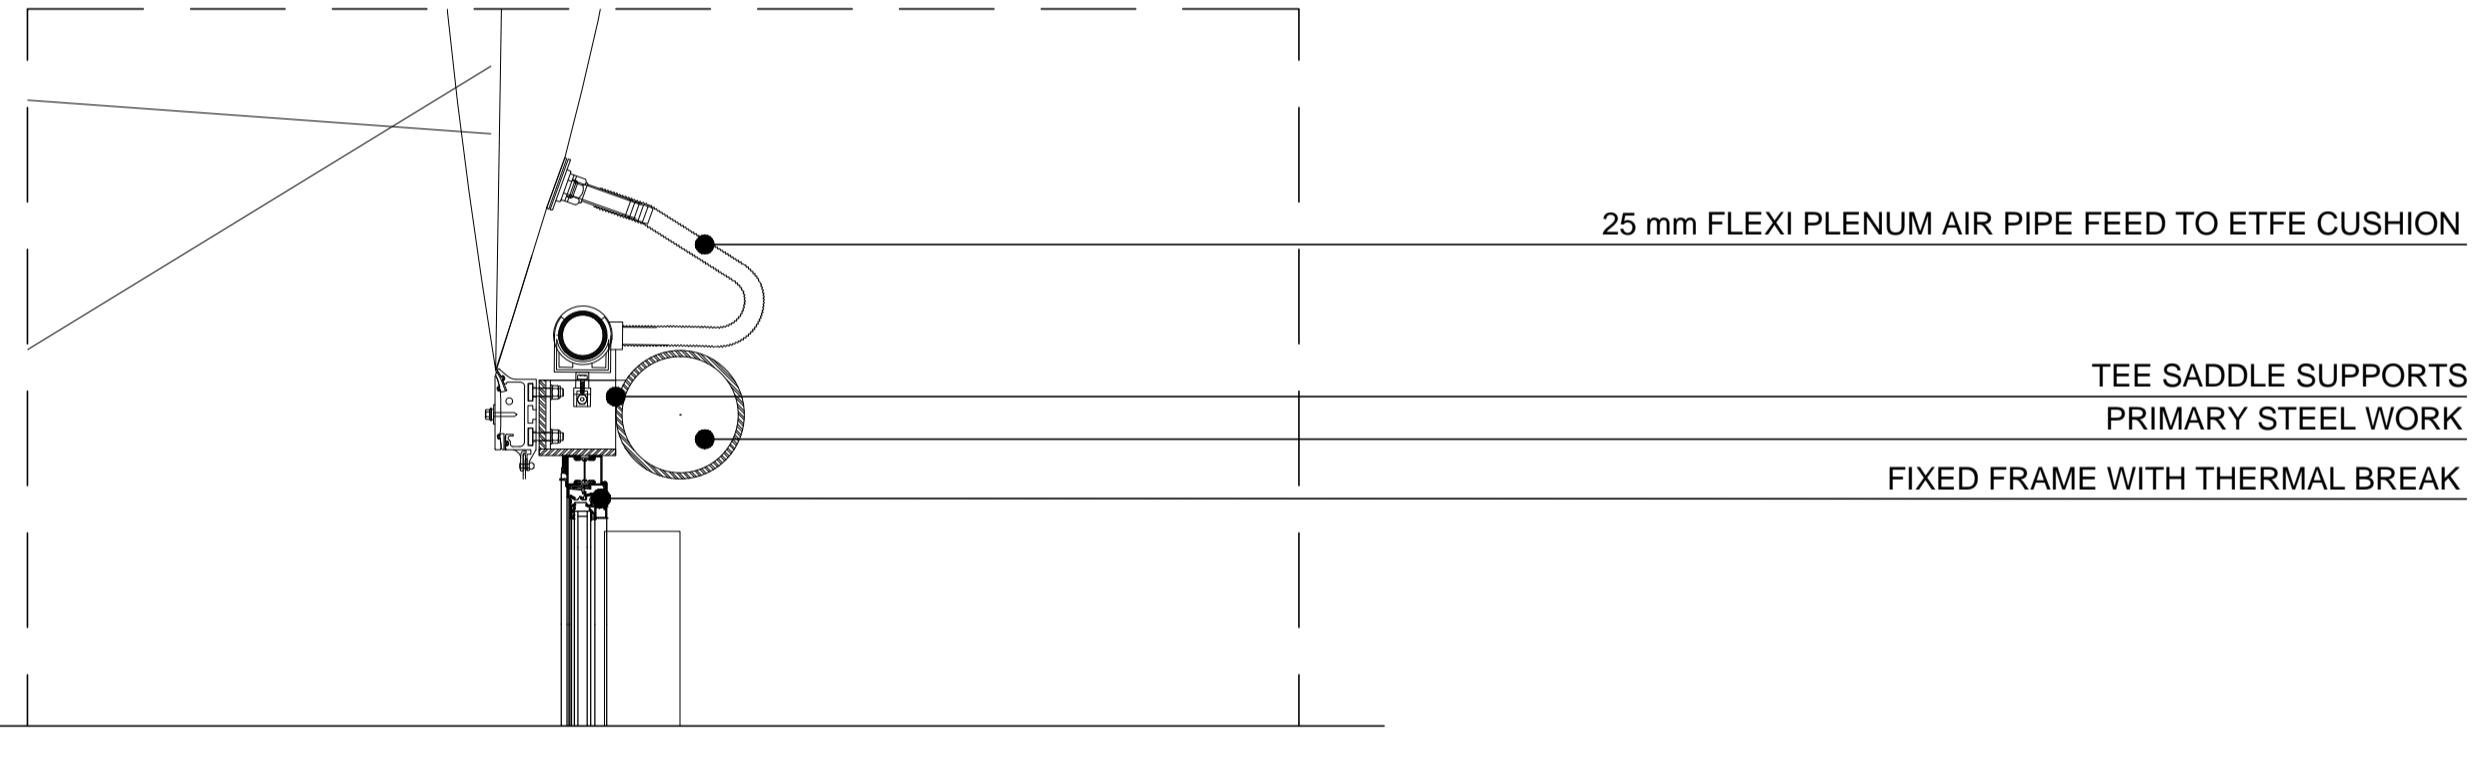 25 mm FLEXI PLENUM AIR PIPE FEED TO ETFE CUSHION
TEE SADDLE SUPPORTS
PRIMARY STEEL WORK
FIXED FRAME WITH THERMAL BREAK